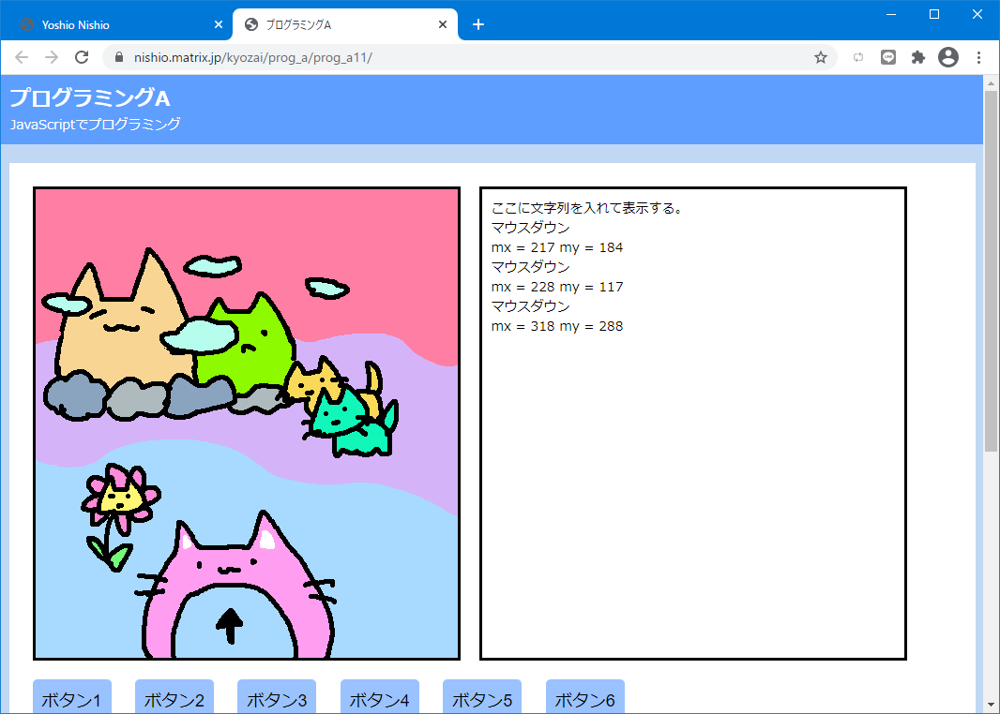 Yoshio Nishio
プログラミングA
nishio.matrix.jp/kyozai/prog_a/prog_a11/
プログラミングA
JavaScriptでプログラミング
ここに文字列を入れて表示する。
マウスダウン
mx = 217 my = 184
マウスダウン
mx = 228 my = 117
マウスダウン
mx = 318 my = 288
ボタン1
ボタン2
ボタン3
ボタン4
ボタン5
ボタン6